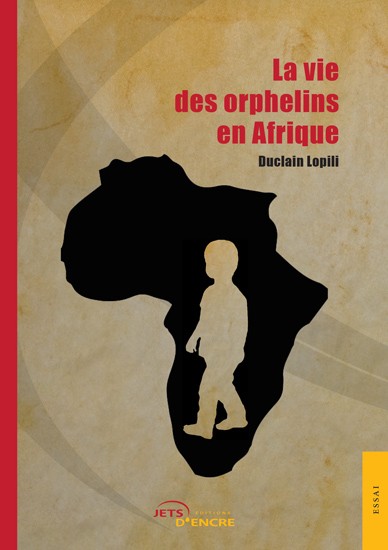 La vie
des orphelins
en Afrique
Duclain Lopili
ESSAI
JETS ÉDITIONS
D'ENCRE